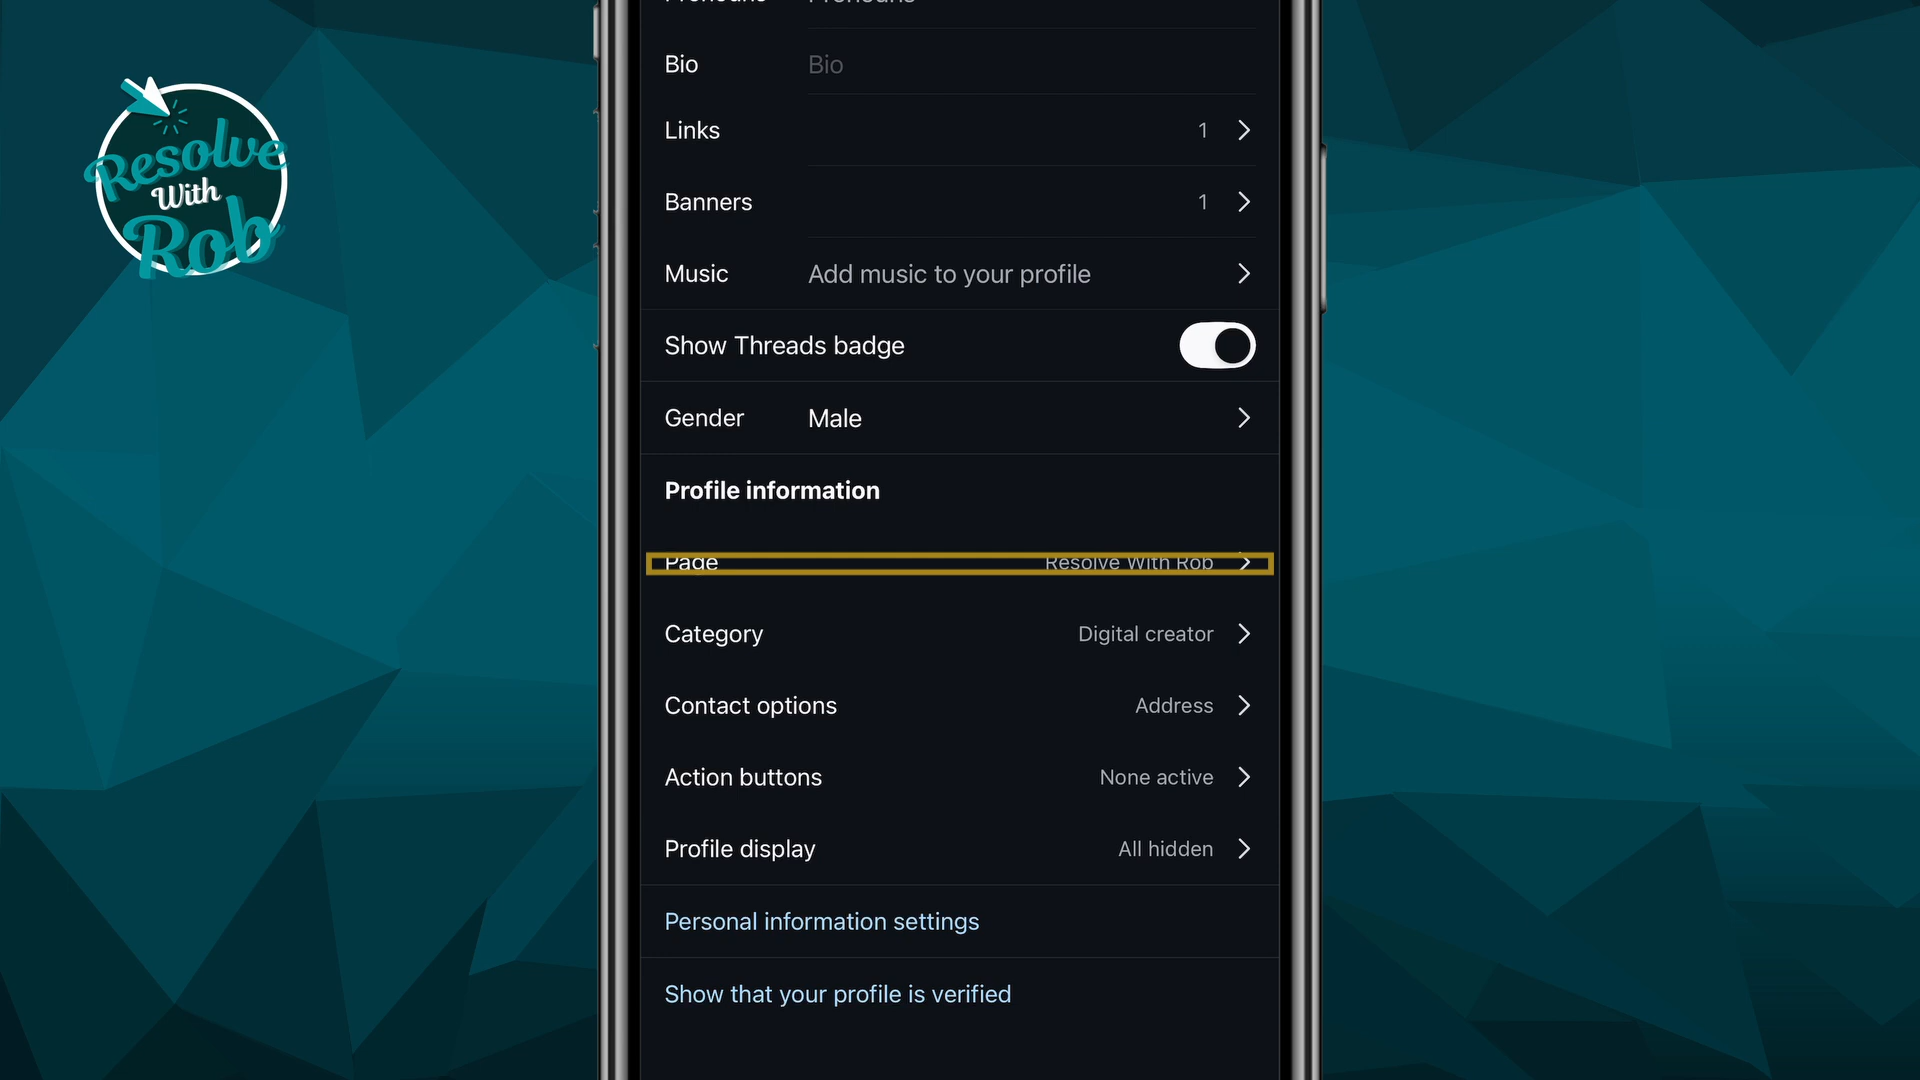 Resolve
With
Rob
Pronouns Pronouns
Bio Bio
Links 1
Banners 1
Music Add music to your profile
Show Threads badge
Gender Male
Profile information
Page Resolve With Rob
Category Digital creator
Contact options Address
Action buttons None active
Profile display All hidden
Personal information settings
Show that your profile is verified